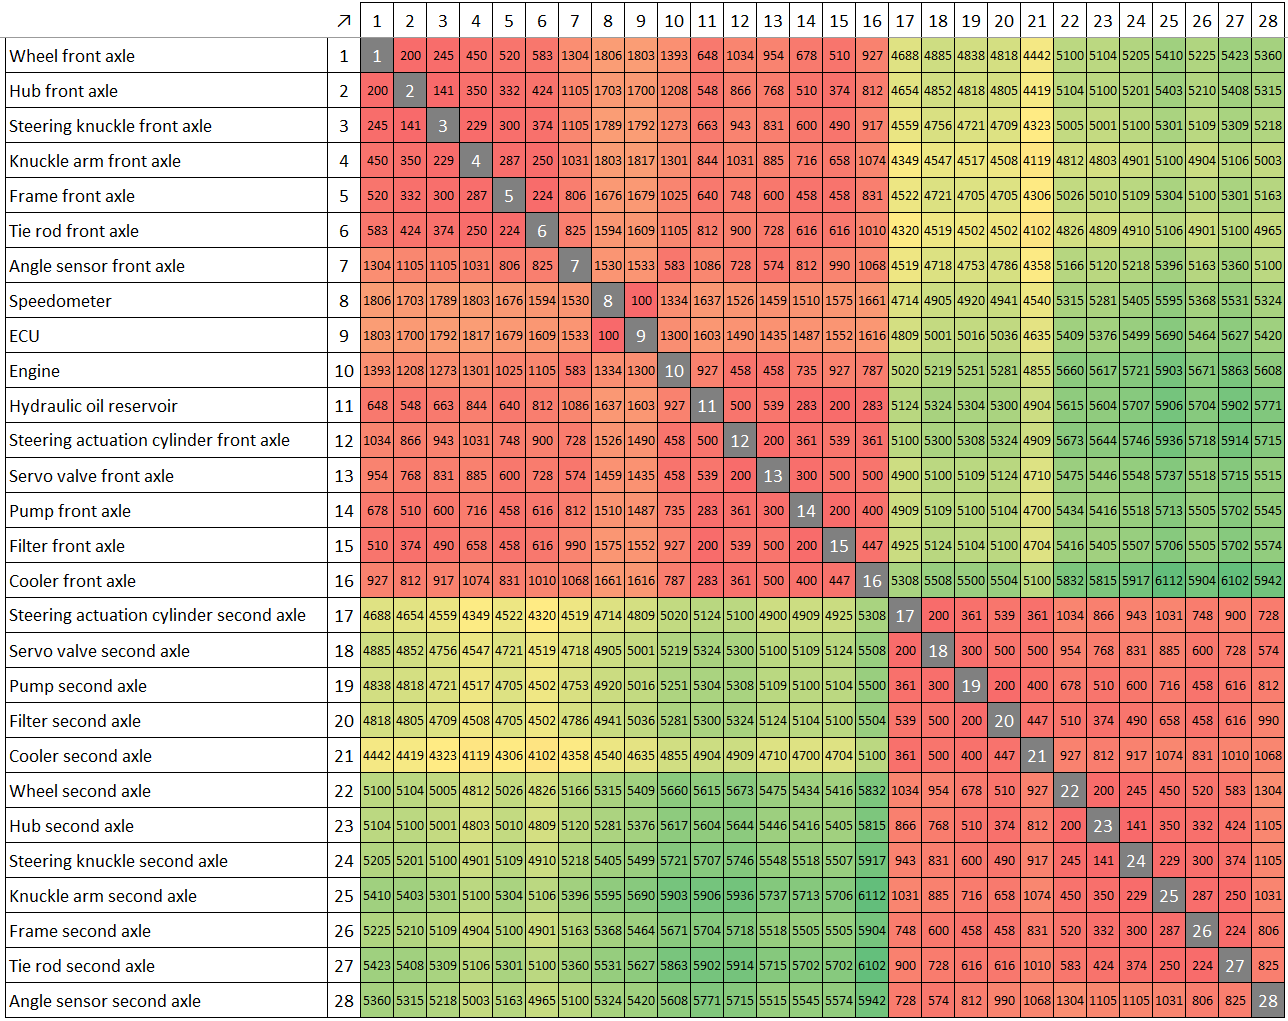 ↗ 1 2 3 4 5 6 7 8 9 10 11 12 13 14 15 16 17 18 19 20 21 22 23 24 25 26 27 28
Wheel front axle 1 1 200 245 450 520 583 1304 1806 1803 1393 648 1034 954 678 510 927 4688 4885 4838 4818 4442 5100 5104 5205 5410 5225 5423 5360
Hub front axle 2 200 2 141 350 332 424 1105 1703 1700 1208 548 866 768 510 374 812 4654 4852 4818 4805 4419 5104 5100 5201 5403 5210 5408 5315
Steering knuckle front axle 3 245 141 3 229 300 374 1105 1789 1792 1273 663 943 831 600 490 917 4559 4756 4721 4709 4323 5005 5001 5100 5301 5109 5309 5218
Knuckle arm front axle 4 450 350 229 4 287 250 1031 1803 1817 1301 844 1031 885 716 658 1074 4349 4547 4517 4508 4119 4812 4803 4901 5100 4904 5106 5003
Frame front axle 5 520 332 300 287 5 224 806 1676 1679 1025 640 748 600 458 458 831 4522 4721 4705 4705 4306 5026 5010 5109 5304 5100 5301 5163
Tie rod front axle 6 583 424 374 250 224 6 825 1594 1609 1105 812 900 728 616 616 1010 4320 4519 4502 4502 4102 4826 4809 4910 5106 4901 5100 4965
Angle sensor front axle 7 1304 1105 1105 1031 806 825 7 1530 1533 583 1086 728 574 812 990 1068 4519 4718 4753 4786 4358 5166 5120 5218 5396 5163 5360 5100
Speedometer 8 1806 1703 1789 1803 1676 1594 1530 8 100 1334 1637 1526 1459 1510 1575 1661 4714 4905 4920 4941 4540 5315 5281 5405 5595 5368 5531 5324
ECU 9 1803 1700 1792 1817 1679 1609 1533 100 9 1300 1603 1490 1435 1487 1552 1616 4809 5001 5016 5036 4635 5409 5376 5499 5690 5464 5627 5420
Engine 10 1393 1208 1273 1301 1025 1105 583 1334 1300 10 927 458 458 735 927 787 5020 5219 5251 5281 4855 5660 5617 5721 5903 5671 5863 5608
Hydraulic oil reservoir 11 648 548 663 844 640 812 1086 1637 1603 927 11 500 539 283 200 283 5124 5324 5304 5300 4904 5615 5604 5707 5906 5704 5902 5771
Steering actuation cylinder front axle 12 1034 866 943 1031 748 900 728 1526 1490 458 500 12 200 361 539 361 5100 5300 5308 5324 4909 5673 5644 5746 5936 5718 5914 5715
Servo valve front axle 13 954 768 831 885 600 728 574 1459 1435 458 539 200 13 300 500 500 4900 5100 5109 5124 4710 5475 5446 5548 5737 5518 5715 5515
Pump front axle 14 678 510 600 716 458 616 812 1510 1487 735 283 361 300 14 200 400 4909 5109 5100 5104 4700 5434 5416 5518 5713 5505 5702 5545
Filter front axle 15 510 374 490 658 458 616 990 1575 1552 927 200 539 500 200 15 447 4925 5124 5104 5100 4704 5416 5405 5507 5706 5505 5702 5574
Cooler front axle 16 927 812 917 1074 831 1010 1068 1661 1616 787 283 361 500 400 447 16 5308 5508 5500 5504 5100 5832 5815 5917 6112 5904 6102 5942
Steering actuation cylinder second axle 17 4688 4654 4559 4349 4522 4320 4519 4714 4809 5020 5124 5100 4900 4909 4925 5308 17 200 361 539 361 1034 866 943 1031 748 900 728
Servo valve second axle 18 4885 4852 4756 4547 4721 4519 4718 4905 5001 5219 5324 5300 5100 5109 5124 5508 200 18 300 500 500 954 768 831 885 600 728 574
Pump second axle 19 4838 4818 4721 4517 4705 4502 4753 4920 5016 5251 5304 5308 5109 5100 5104 5500 361 300 19 200 400 678 510 600 716 458 616 812
Filter second axle 20 4818 4805 4709 4508 4705 4502 4786 4941 5036 5281 5300 5324 5124 5104 5100 5504 539 500 200 20 447 510 374 490 658 458 616 990
Cooler second axle 21 4442 4419 4323 4119 4306 4102 4358 4540 4635 4855 4904 4909 4710 4700 4704 5100 361 500 400 447 21 927 812 917 1074 831 1010 1068
Wheel second axle 22 5100 5104 5005 4812 5026 4826 5166 5315 5409 5660 5615 5673 5475 5434 5416 5832 1034 954 678 510 927 22 200 245 450 520 583 1304
Hub second axle 23 5104 5100 5001 4803 5010 4809 5120 5281 5376 5617 5604 5644 5446 5416 5405 5815 866 768 510 374 812 200 23 141 350 332 424 1105
Steering knuckle second axle 24 5205 5201 5100 4901 5109 4910 5218 5405 5499 5721 5707 5746 5548 5518 5507 5917 943 831 600 490 917 245 141 24 229 300 374 1105
Knuckle arm second axle 25 5410 5403 5301 5100 5304 5106 5396 5595 5690 5903 5906 5936 5737 5713 5706 6112 1031 885 716 658 1074 450 350 229 25 287 250 1031
Frame second axle 26 5225 5210 5109 4904 5100 4901 5163 5368 5464 5671 5704 5718 5518 5505 5505 5904 748 600 458 458 831 520 332 300 287 26 224 806
Tie rod second axle 27 5423 5408 5309 5106 5301 5100 5360 5531 5627 5863 5902 5914 5715 5702 5702 6102 900 728 616 616 1010 583 424 374 250 224 27 825
Angle sensor second axle 28 5360 5315 5218 5003 5163 4965 5100 5324 5420 5608 5771 5715 5515 5545 5574 5942 728 574 812 990 1068 1304 1105 1105 1031 806 825 28